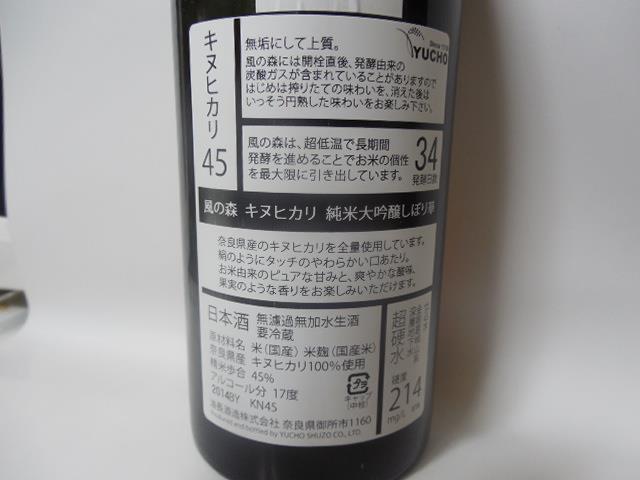 キヌヒカリ
45
無垢にして上質。
風の森には開栓直後、発酵由来の
炭酸ガスが含まれていることがありますので
はじめは搾りたての味わいを、消えた後は
いっそう円熟した味わいをお楽しみ下さい。
YUCHO
風の森は、超低温で長期間
発酵を進めることでお米の個性
を最大限に引き出しています。
34
発酵日数
風の森 キヌヒカリ 純米大吟醸しぼり華
奈良県産のキヌヒカリを全量使用しています。
絹のようにタッチのやわらかい口あたり。
お米由来のピュアな甘みと、爽やかな酸味、
果実のような香りをお楽しみいただけます。
日本酒 無濾過無加水生酒
要冷蔵
原材料名 米(国産) 米麹(国産米)
奈良県産 キヌヒカリ100%使用
精米歩合 45%
アルコール分 17度
2014BY KN45
油長酒造株式会社 奈良県御所市1160
Produced and bottled by YUCHO SHUZO CO., LTD.
キャップ
(中栓)
超硬水
硬度
214
mg/L